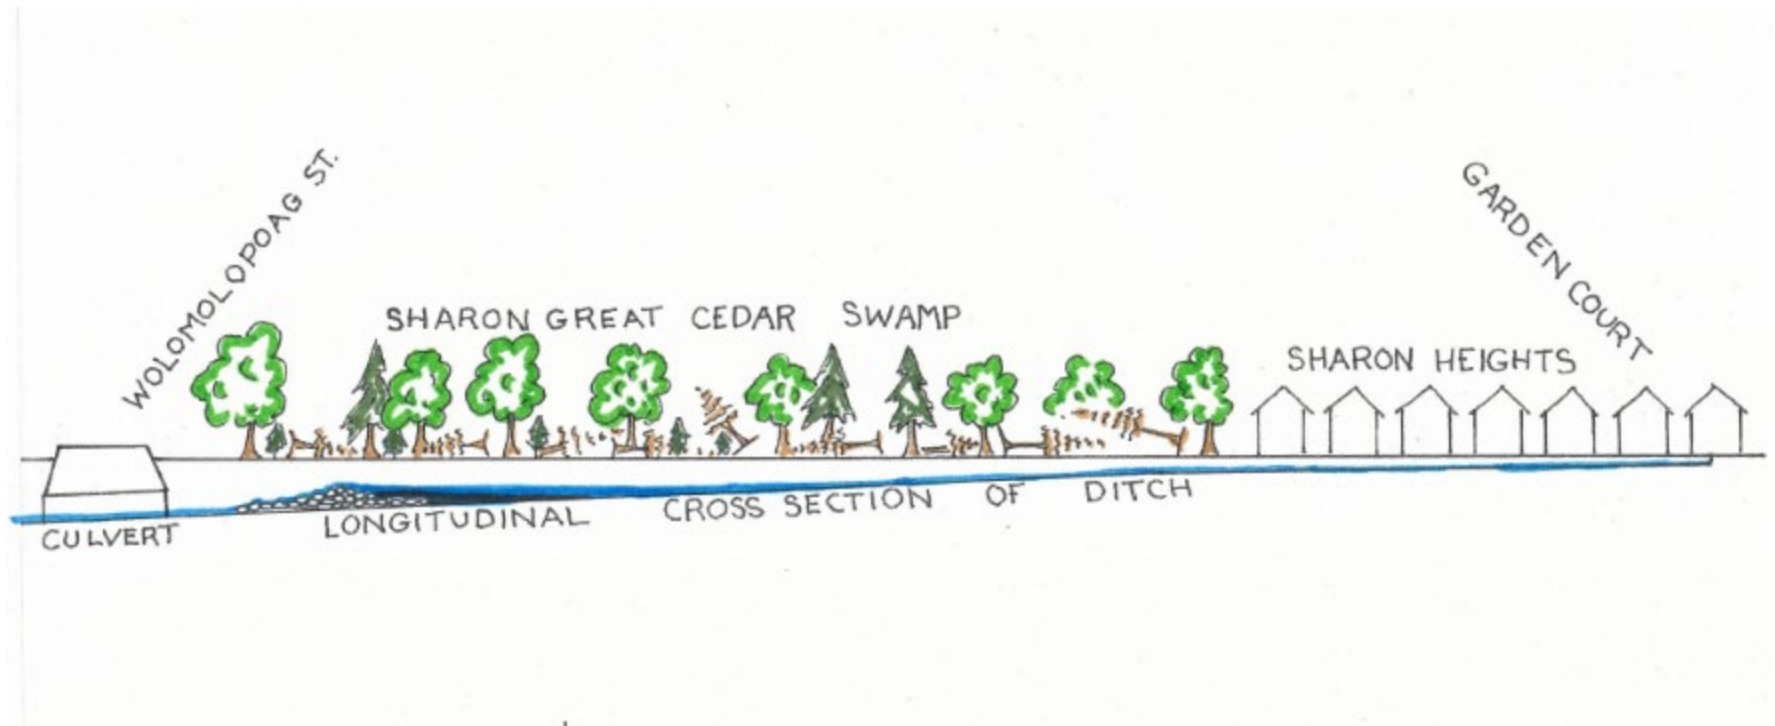 WOLOMOLOPOAG ST.
SHARON GREAT CEDAR SWAMP
GARDEN COURT
SHARON HEIGHTS
CULVERT
LONGITUDINAL CROSS SECTION OF DITCH